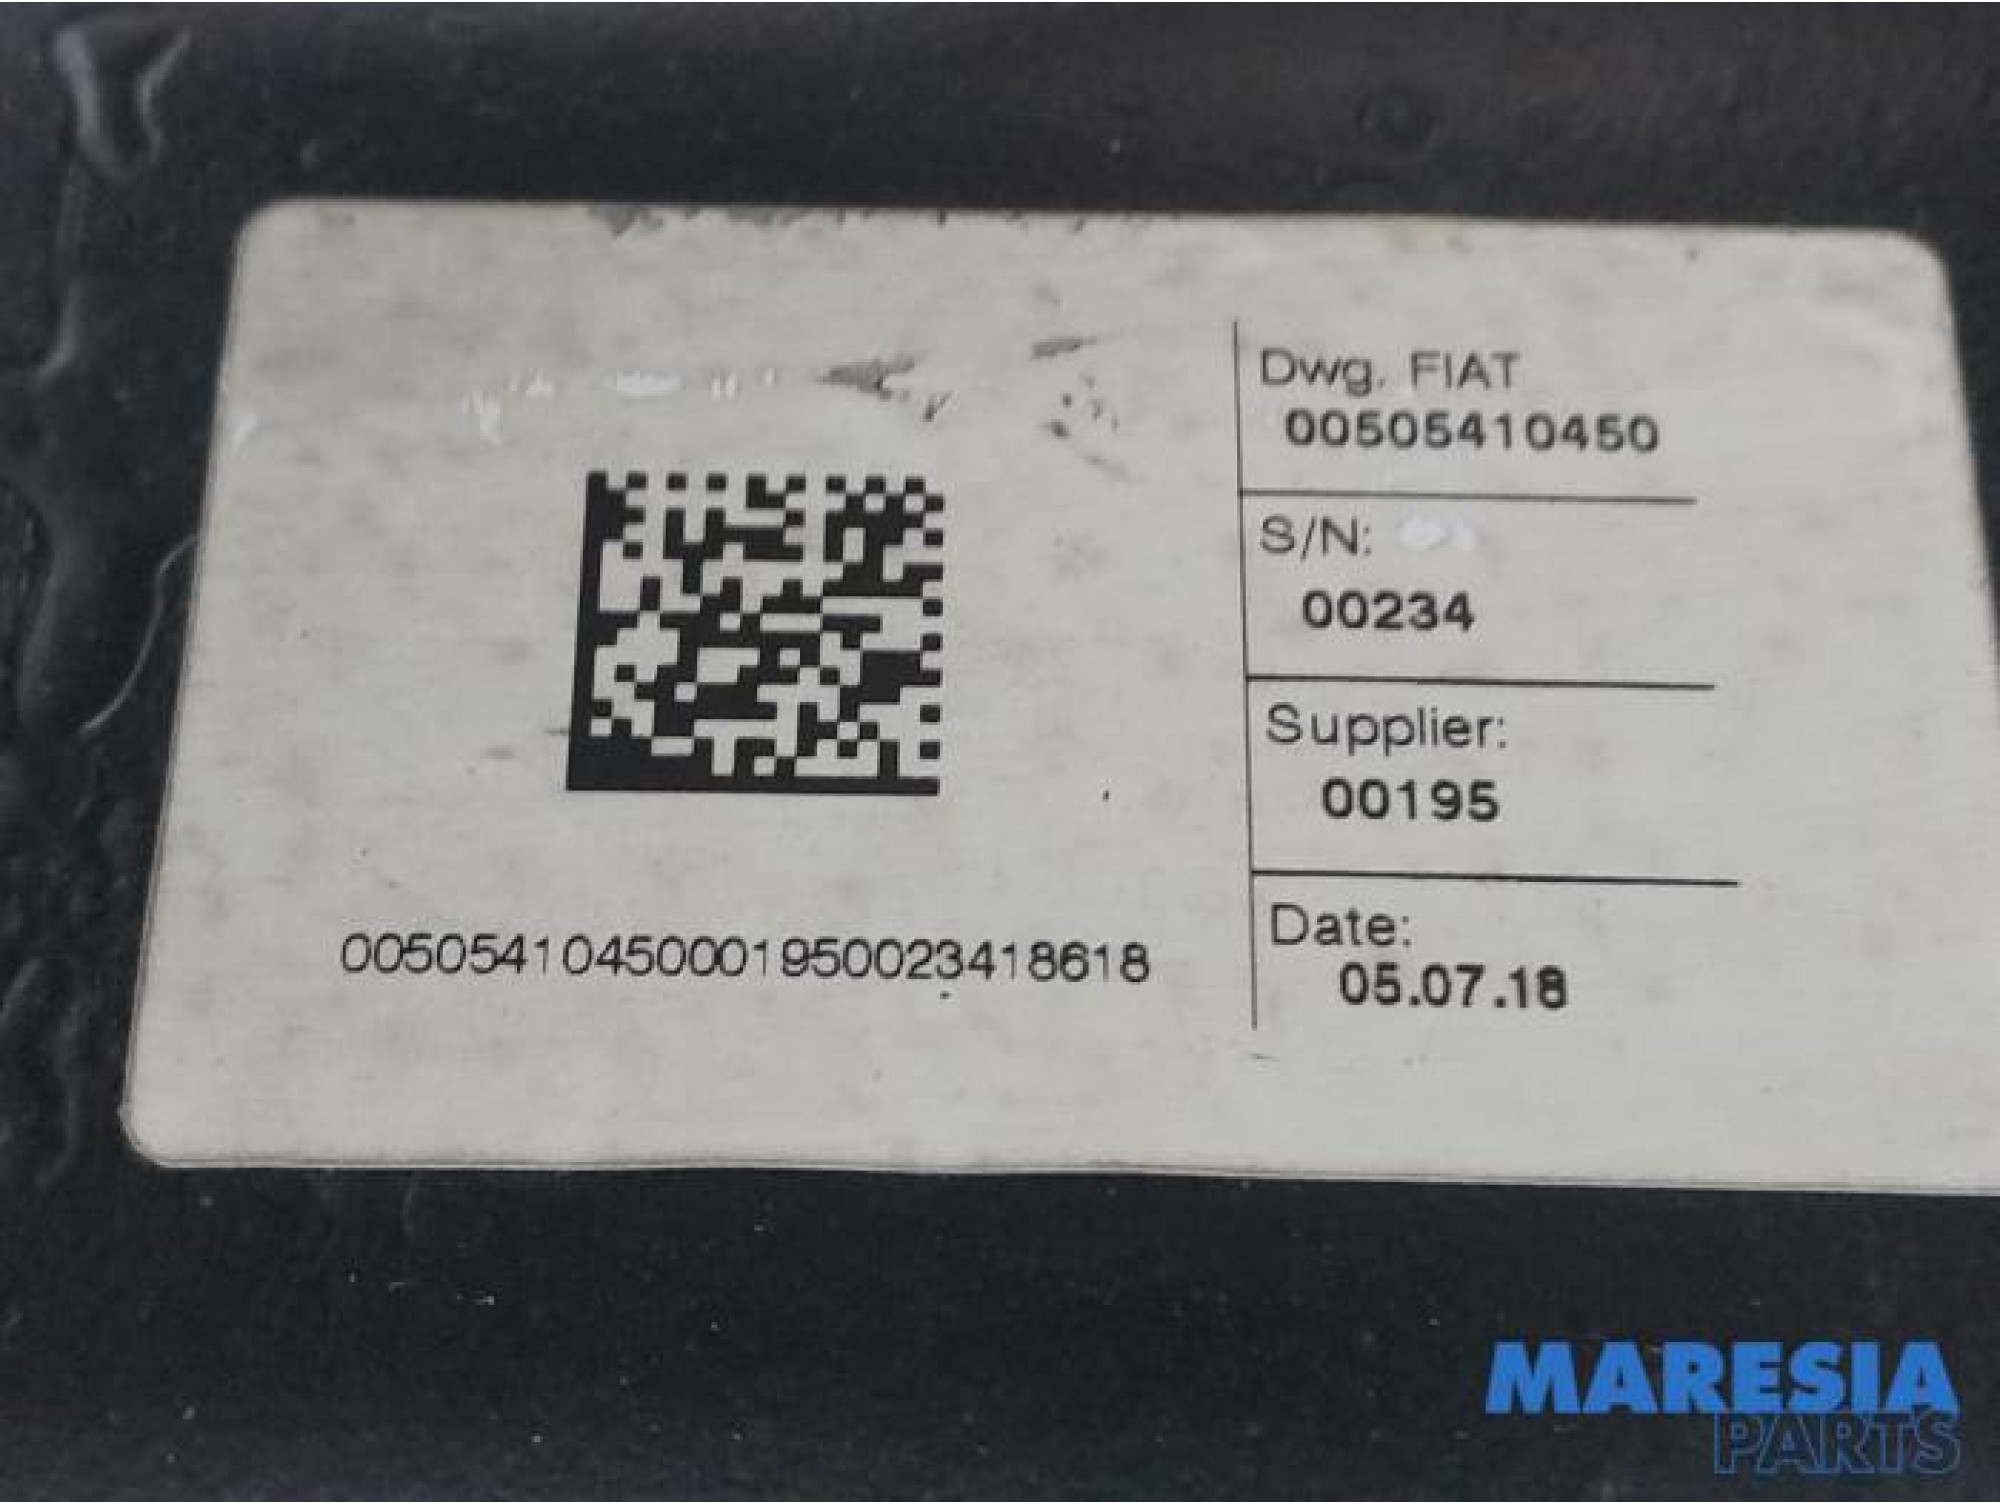 Dwg. FIAT
00505410450
S/N:
00234
Supplier:
00195
Date:
05.07.18
00505410450001950023418618
MARESIA
PARTS